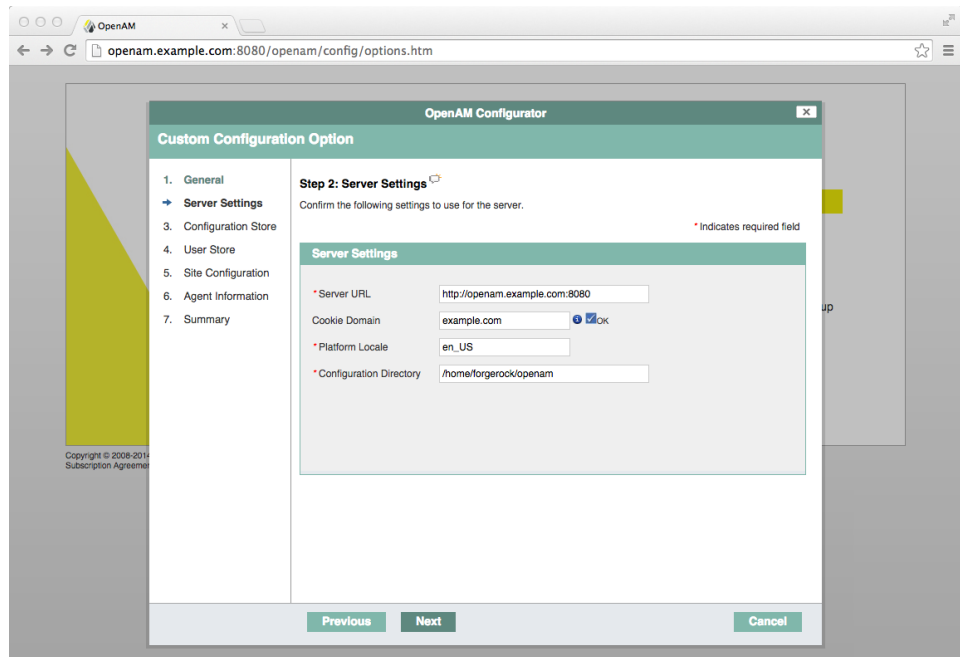 OpenAM
openam.example.com:8080/openam/config/options.htm
OpenAM Configurator
Custom Configuration Option
1. General
Server Settings
3. Configuration Store
4. User Store
5. Site Configuration
6. Agent Information
7. Summary
Step 2: Server Settings
Confirm the following settings to use for the server.
* Indicates required field
Server Settings
* Server URL http://openam.example.com:8080
Cookie Domain example.com OK
* Platform Locale en_US
* Configuration Directory /home/forgerock/openam
up
Copyright © 2008-2014
Subscription
Previous Next Cancel